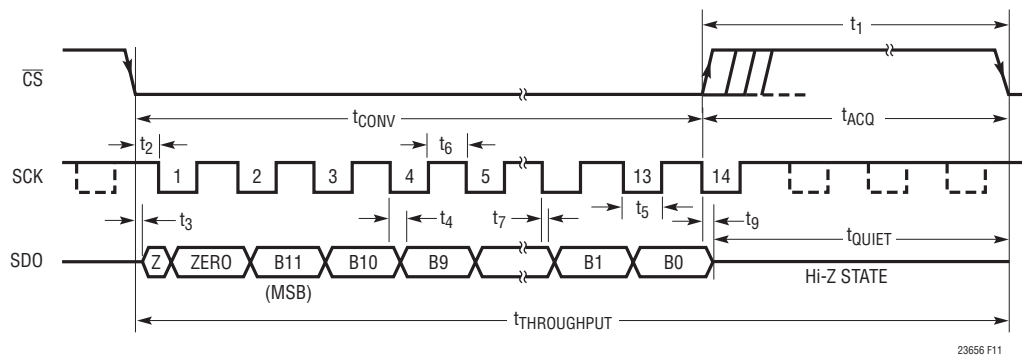 t1
CS
tCONV
tACQ
t2
t6
SCK
1
2
3
4
5
13
14
t3
t4
t7
t5
t9
tQUIET
SDO
Z
ZERO
B11
B10
B9
B1
B0
(MSB)
Hi-Z STATE
tTHROUGHPUT
23656 F11